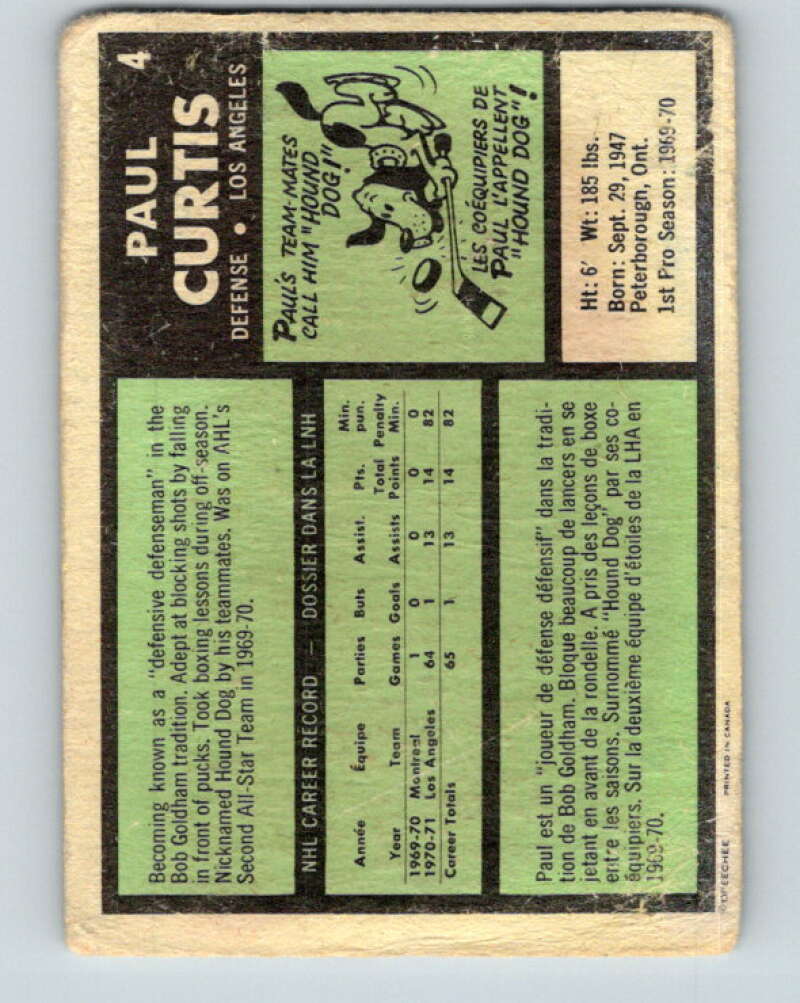 4
PAUL
CURTIS
DEFENSE • LOS ANGELES
Becoming known as a "defensive defenseman" in the
Bob Goldham tradition. Adept at blocking shots by falling
in front of pucks. Took boxing lessons during off-season.
Nicknamed Hound Dog by his teammates. Was on AHL's
Second All-Star Team in 1969-70.
PAUL'S TEAM-MATES
CALL HIM "HOUND
DOG!"
LES COÉQUIPIERS DE
PAUL L'APPELLENT
"HOUND DOG"!
NHL CAREER RECORD — DOSSIER DANS LA LNH
Année Équipe Parties Buts Assist. Pts. Min. pun.
Year Team Games Goals Assists Total Points Penalty Min.
1969-70 Montreal 1 0 0 0 0
1970-71 Los Angeles 64 1 13 14 82
Career Totals 65 1 13 14 82
Ht: 6' Wt: 185 lbs.
Born: Sept. 29, 1947
Peterborough, Ont.
1st Pro Season: 1969-70
Paul est un "joueur de défense défensif" dans la tradi-
tion de Bob Goldham. Bloque beaucoup de lancers en se
jetant en avant de la rondelle. A pris des leçons de boxe
entre les saisons. Surnommé "Hound Dog" par ses co-
équipiers. Sur la deuxième équipe d'étoiles de la LHA en
1969-70.
© O-PEE-CHEE PRINTED IN CANADA